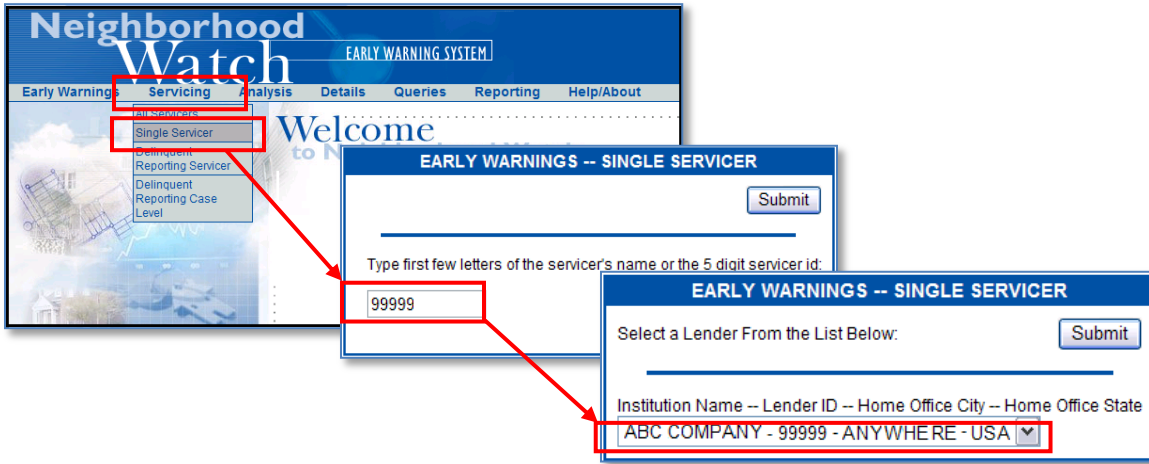 Neighborhood
Watch
EARLY WARNING SYSTEM
Early Warnings Servicing Analysis Details Queries Reporting Help/About
All Servicers
Single Servicer
Delinquent
Reporting Servicer
Delinquent
Reporting Case
Level
Welcome
to N
EARLY WARNINGS -- SINGLE SERVICER
Submit
Type first few letters of the servicer's name or the 5 digit servicer id:
99999
EARLY WARNINGS -- SINGLE SERVICER
Select a Lender From the List Below:
Submit
Institution Name -- Lender ID -- Home Office City -- Home Office State
ABC COMPANY - 99999 - ANYWHERE - USA